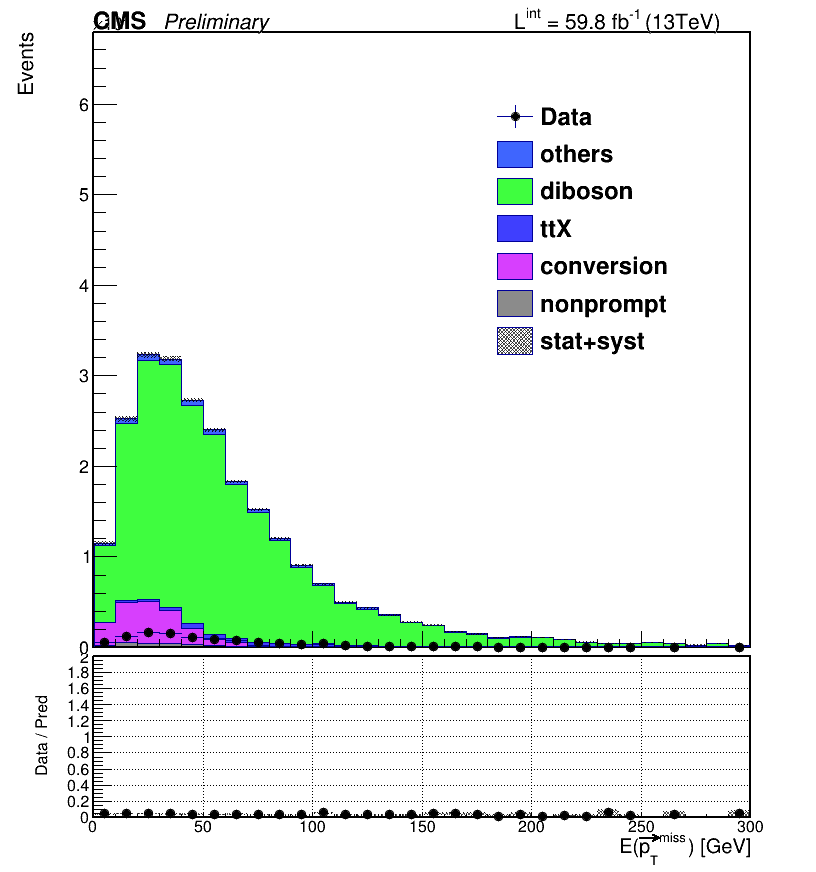 CMS Preliminary L^int = 59.8 fb^-1 (13TeV)
Events
Data
others
diboson
ttX
conversion
nonprompt
stat+syst
6
5
4
3
2
1
0
Data / Pred
2
1.8
1.6
1.4
1.2
1
0.8
0.6
0.4
0.2
0
0 50 100 150 200 250 300
E(p_T^miss) [GeV]